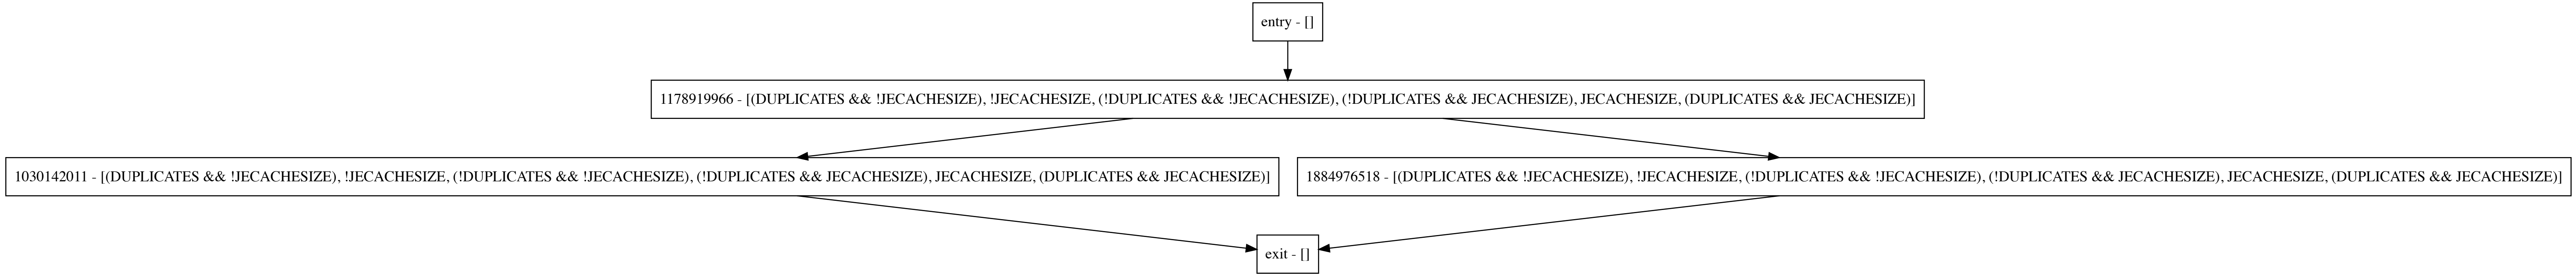 entry - []
1178919966 - [(DUPLICATES && !JECACHESIZE), !JECACHESIZE, (!DUPLICATES && !JECACHESIZE), (!DUPLICATES && JECACHESIZE), JECACHESIZE, (DUPLICATES && JECACHESIZE)]
1030142011 - [(DUPLICATES && !JECACHESIZE), !JECACHESIZE, (!DUPLICATES && !JECACHESIZE), (!DUPLICATES && JECACHESIZE), JECACHESIZE, (DUPLICATES && JECACHESIZE)]
1884976518 - [(DUPLICATES && !JECACHESIZE), !JECACHESIZE, (!DUPLICATES && !JECACHESIZE), (!DUPLICATES && JECACHESIZE), JECACHESIZE, (DUPLICATES && JECACHESIZE)]
exit - []